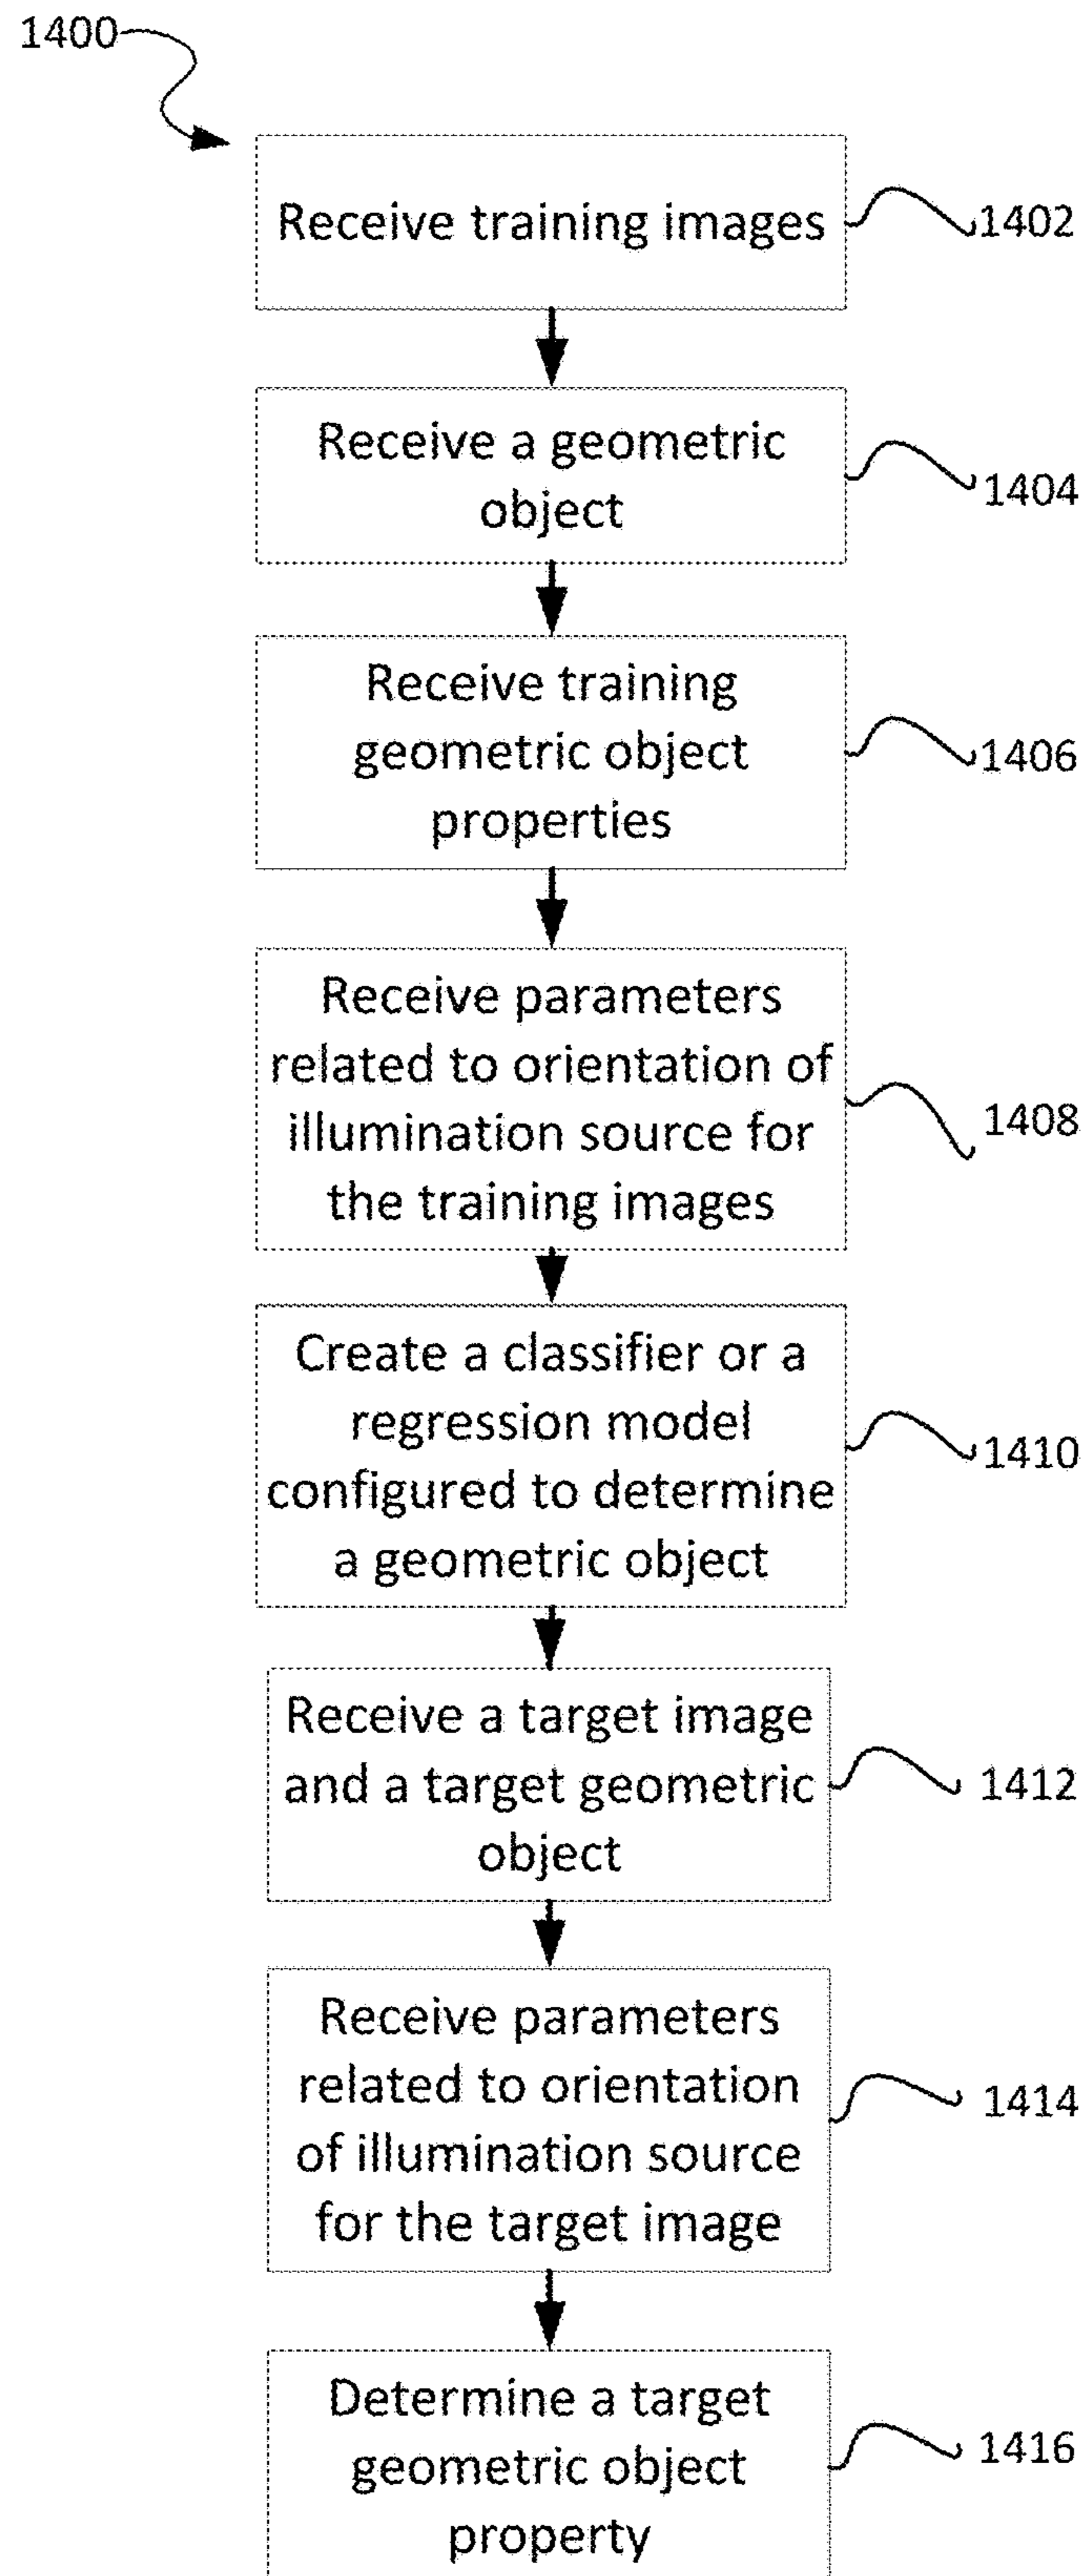 1400
Receive training images
1402
Receive a geometric
object
1404
Receive training
geometric object
properties
1406
Receive parameters
related to orientation of
illumination source for
the training images
1408
Create a classifier or a
regression model
configured to determine
a geometric object
1410
Receive a target image
and a target geometric
object
1412
Receive parameters
related to orientation
of illumination source
for the target image
1414
Determine a target
geometric object
property
1416